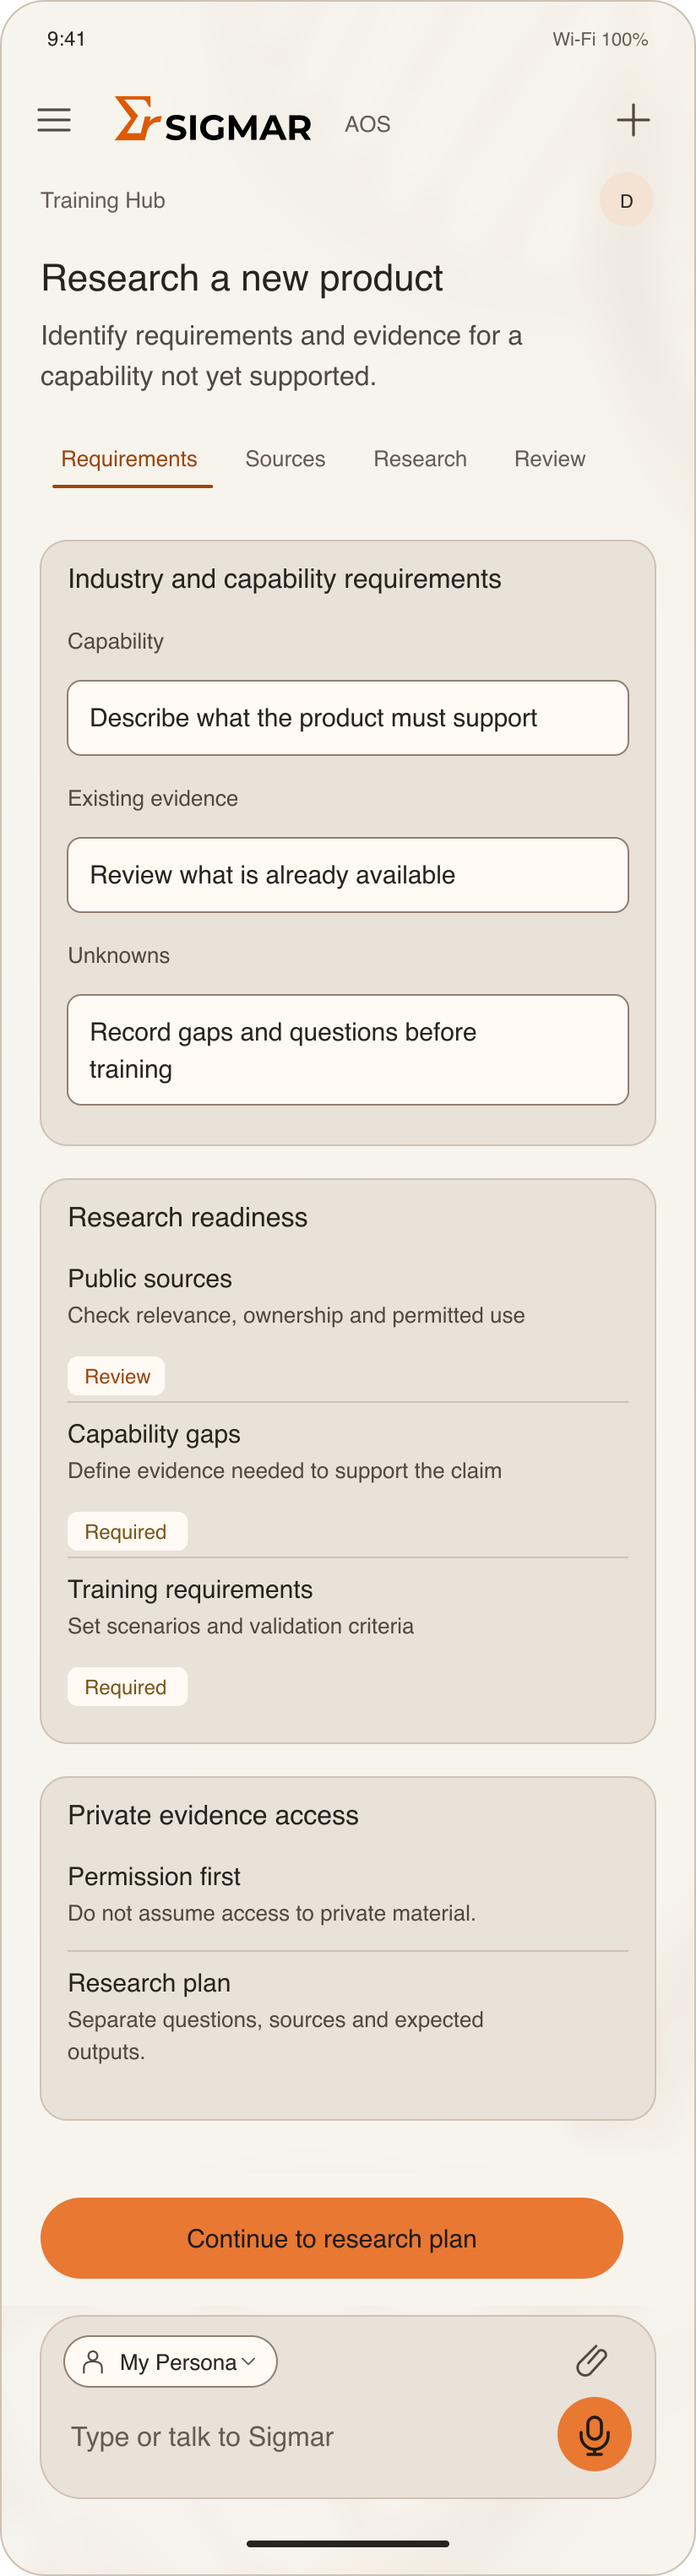 9:41
Wi-Fi 100%
Σr SIGMAR
AOS
Training Hub
D
Research a new product
Identify requirements and evidence for a
capability not yet supported.
Requirements
Sources
Research
Review
Industry and capability requirements
Capability
Describe what the product must support
Existing evidence
Review what is already available
Unknowns
Record gaps and questions before
training
Research readiness
Public sources
Check relevance, ownership and permitted use
Review
Capability gaps
Define evidence needed to support the claim
Required
Training requirements
Set scenarios and validation criteria
Required
Private evidence access
Permission first
Do not assume access to private material.
Research plan
Separate questions, sources and expected
outputs.
Continue to research plan
My Persona
Type or talk to Sigmar